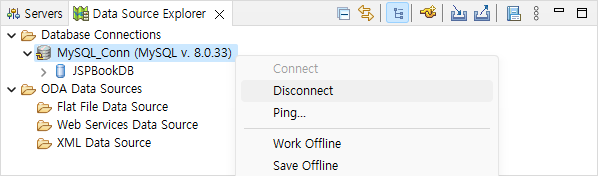 Servers
Data Source Explorer
Database Connections
MySQL_Conn (MySQL v. 8.0.33)
JSPBookDB
ODA Data Sources
Flat File Data Source
Web Services Data Source
XML Data Source
Connect
Disconnect
Ping...
Work Offline
Save Offline